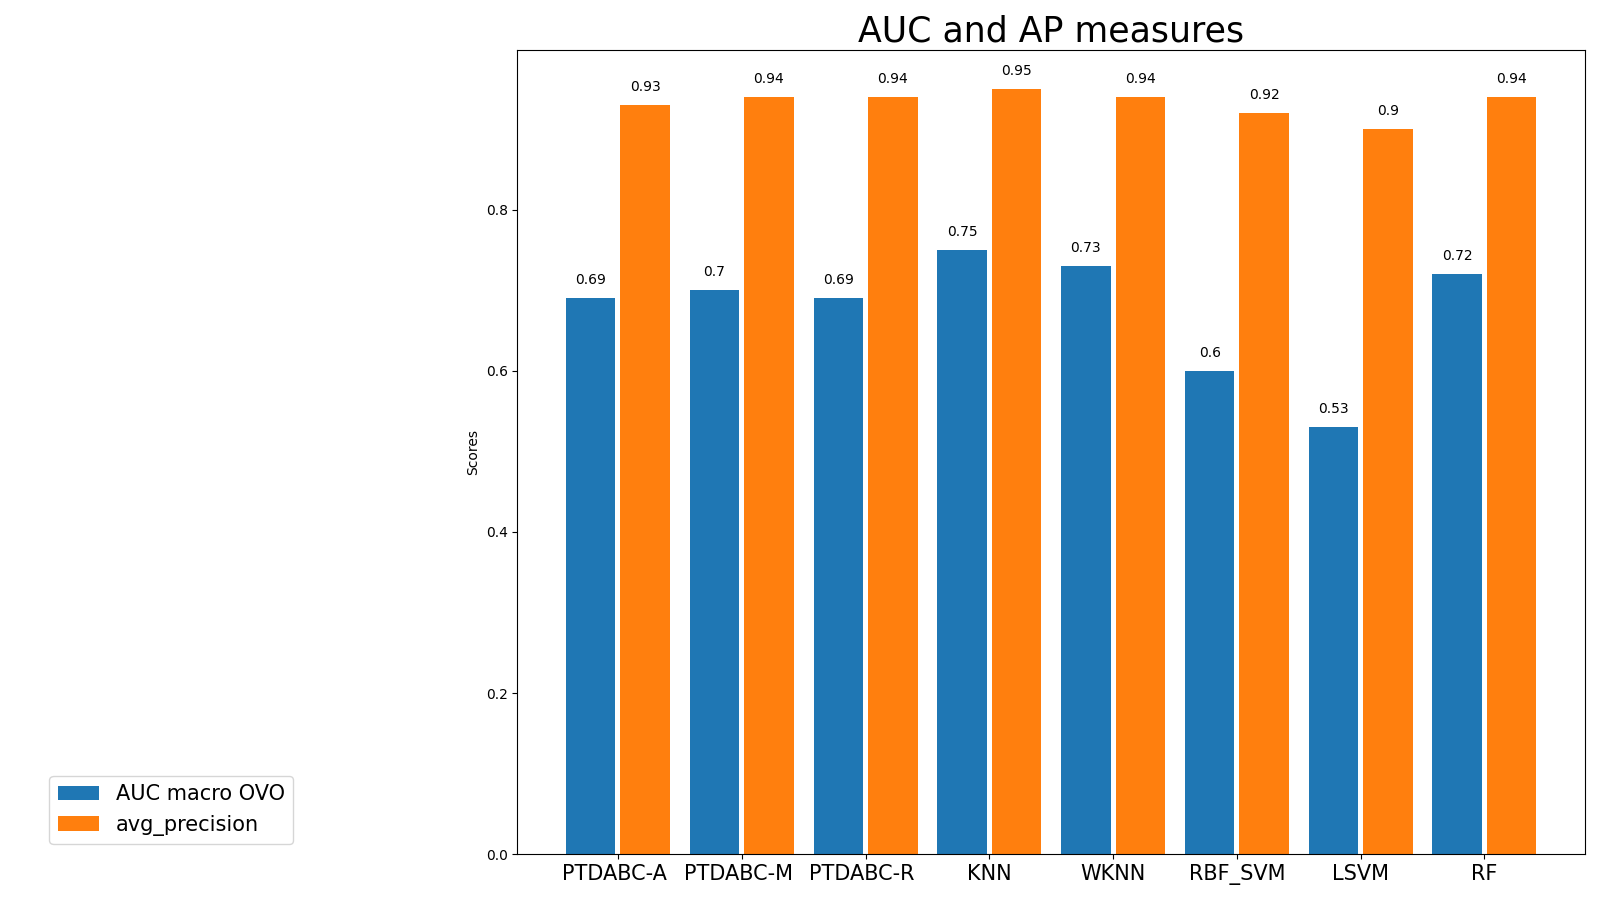 AUC and AP measures
0.93 0.94 0.94 0.95 0.94 0.92 0.9 0.94
0.69 0.7 0.69 0.75 0.73 0.6 0.53 0.72
0.8
0.6
Scores
0.4
0.2
0.0
PTDABC-A PTDABC-M PTDABC-R KNN WKNN RBF_SVM LSVM RF
AUC macro OVO
avg_precision